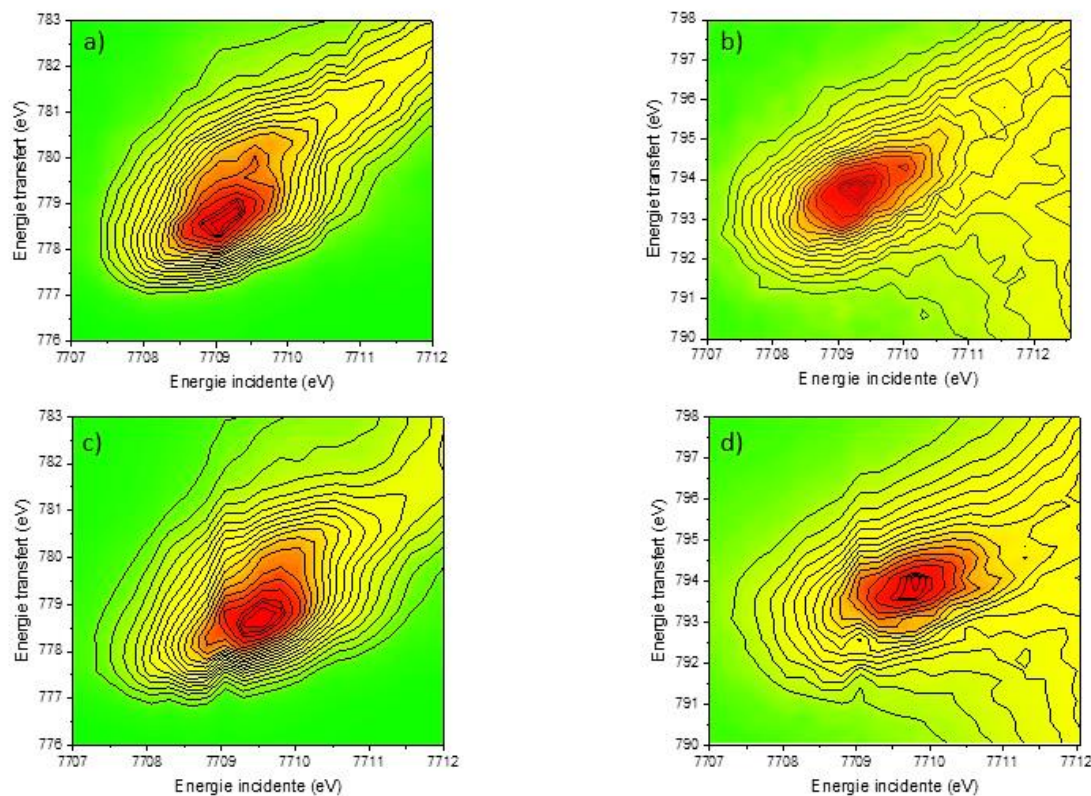 a)
783
782
781
780
779
778
777
776
Energie transfert (eV)
7707 7708 7709 7710 7711 7712
Energie incidente (eV)
b)
798
797
796
795
794
793
792
791
790
Energie transfert (eV)
7707 7708 7709 7710 7711 7712
Energie incidente (eV)
c)
783
782
781
780
779
778
777
776
Energie transfert (eV)
7707 7708 7709 7710 7711 7712
Energie incidente (eV)
d)
798
797
796
795
794
793
792
791
790
Energie transfert (eV)
7707 7708 7709 7710 7711 7712
Energie incidente (eV)